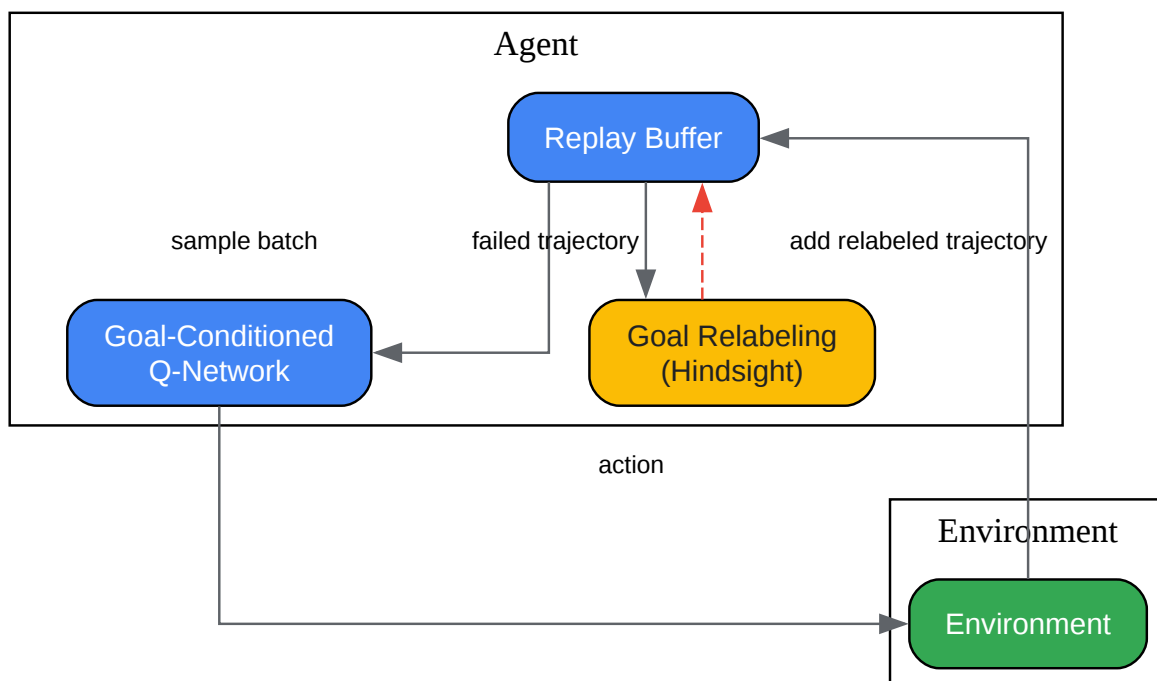 Agent
Replay Buffer
sample batch
failed trajectory
add relabeled trajectory
Goal-Conditioned
Q-Network
Goal Relabeling
(Hindsight)
action
Environment
Environment